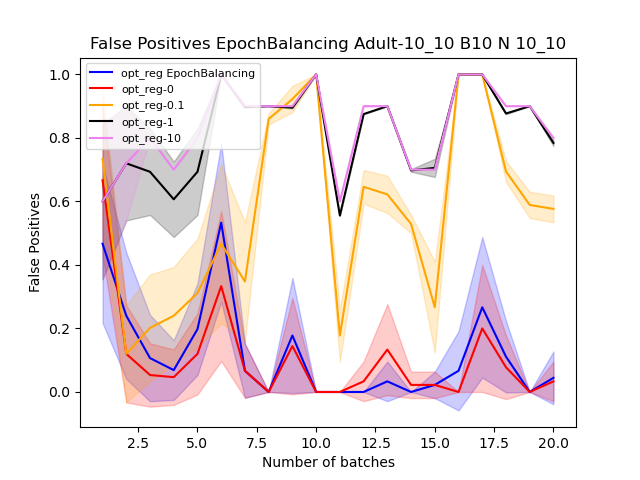 False Positives EpochBalancing Adult-10_10 B10 N 10_10
opt_reg EpochBalancing
opt_reg-0
opt_reg-0.1
opt_reg-1
opt_reg-10
False Positives
1.0
0.8
0.6
0.4
0.2
0.0
2.5 5.0 7.5 10.0 12.5 15.0 17.5 20.0
Number of batches